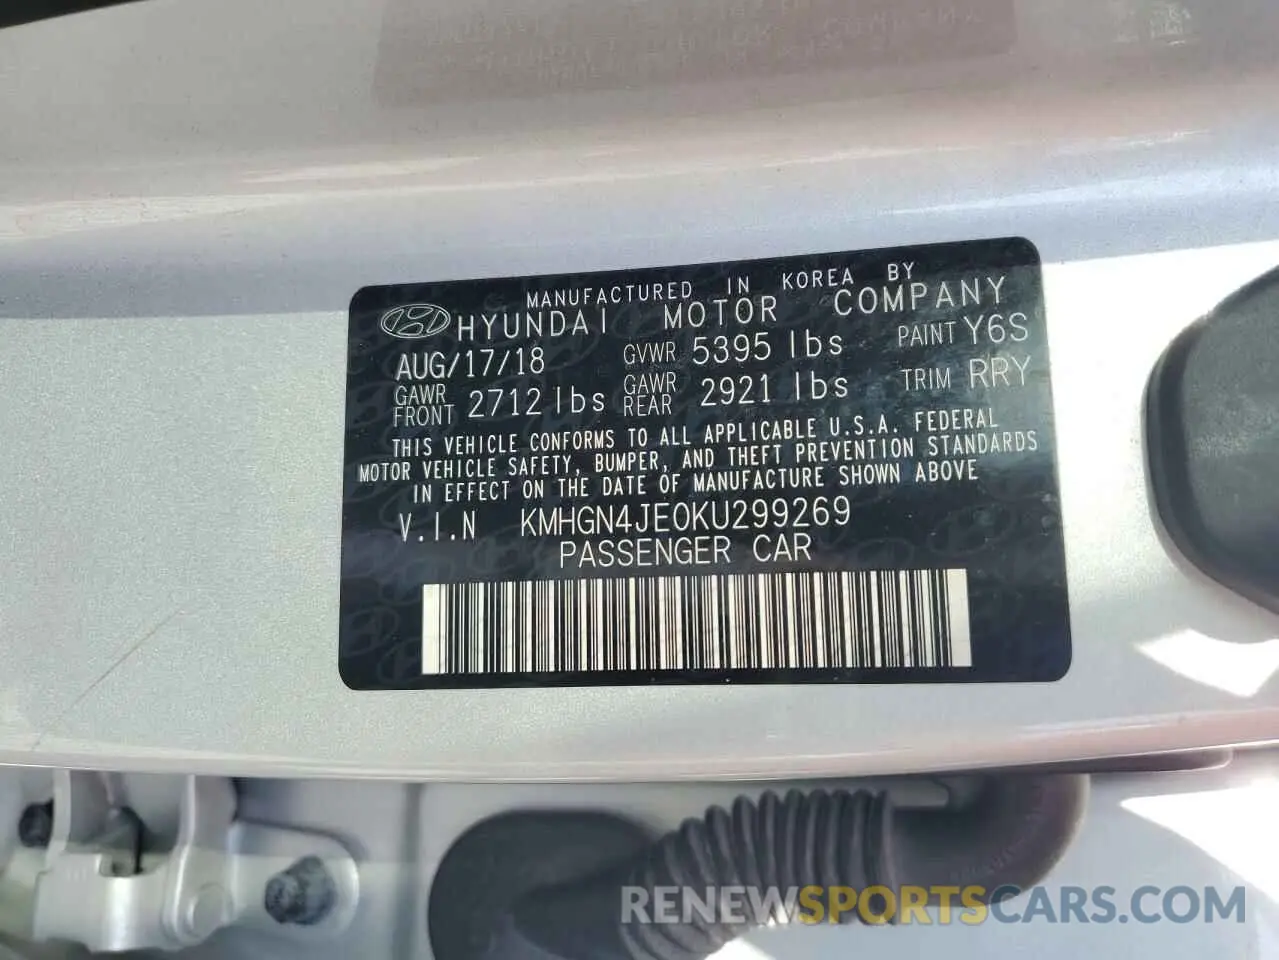 MANUFACTURED IN KOREA BY
HYUNDAI MOTOR COMPANY
AUG/17/18 GVWR 5395 lbs PAINT Y6S
GAWR FRONT 2712 lbs GAWR REAR 2921 lbs TRIM RRY
THIS VEHICLE CONFORMS TO ALL APPLICABLE U.S.A. FEDERAL
MOTOR VEHICLE SAFETY, BUMPER, AND THEFT PREVENTION STANDARDS
IN EFFECT ON THE DATE OF MANUFACTURE SHOWN ABOVE
V.I.N KMHGN4JE0KU299269
PASSENGER CAR
RENEWSPORTSCARS.COM